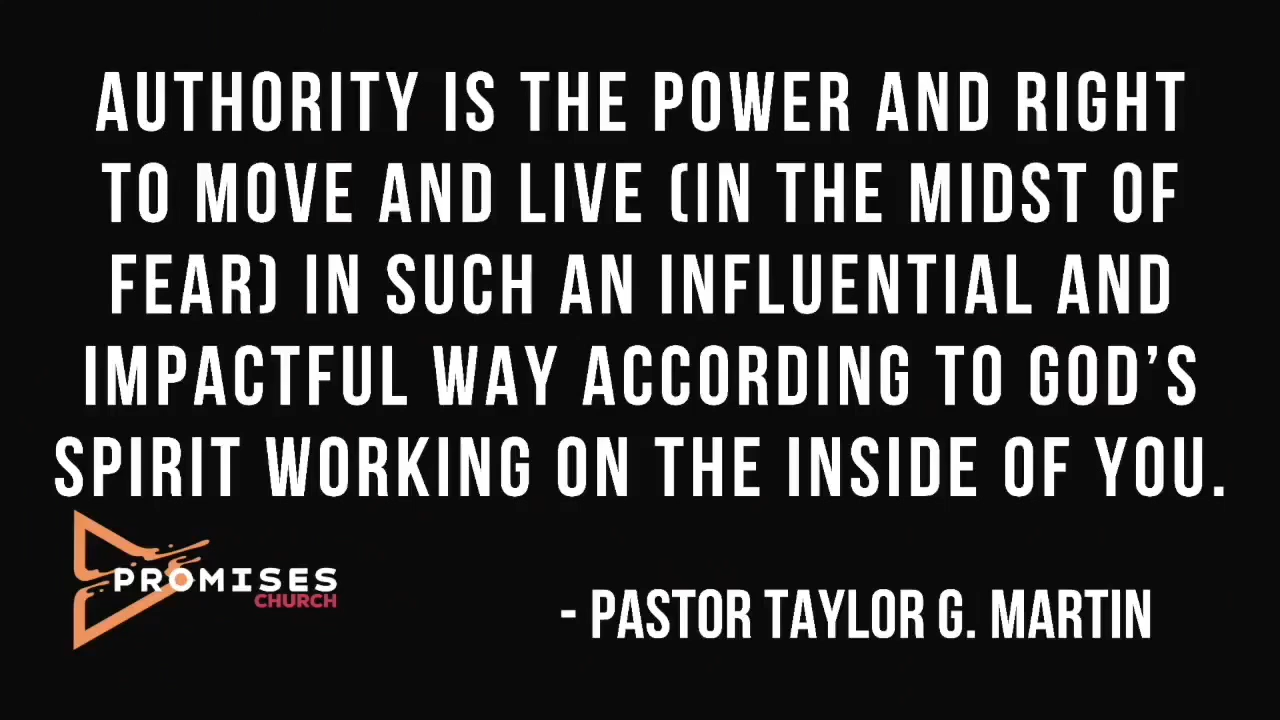 AUTHORITY IS THE POWER AND RIGHT
TO MOVE AND LIVE (IN THE MIDST OF
FEAR) IN SUCH AN INFLUENTIAL AND
IMPACTFUL WAY ACCORDING TO GOD’S
SPIRIT WORKING ON THE INSIDE OF YOU.
PROMISES
CHURCH
- PASTOR TAYLOR G. MARTIN